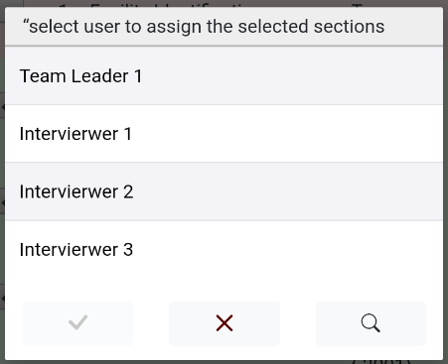 “select user to assign the selected sections
Team Leader 1
Intervierwer 1
Intervierwer 2
Intervierwer 3